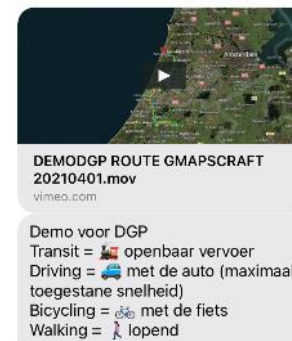 Amsterdam
DEMODGP ROUTE GMAPSCRAFT
20210401.mov
vimeo.com
Demo voor DGP
Transit = 🚂 openbaar vervoer
Driving = 🚙 met de auto (maximaal
toegestane snelheid)
Bicycling = 🚲 met de fiets
Walking = 🚶 lopend